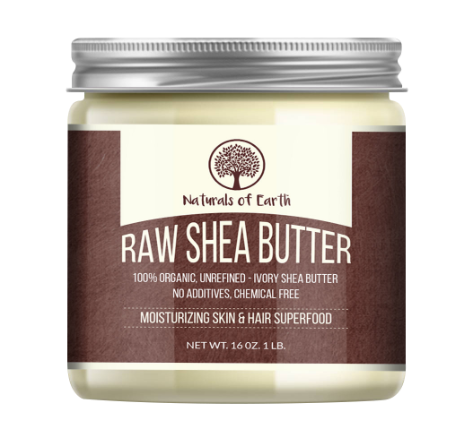 Naturals of Earth
RAW SHEA BUTTER
100% ORGANIC, UNREFINED - IVORY SHEA BUTTER
NO ADDITIVES, CHEMICAL FREE
MOISTURIZING SKIN & HAIR SUPERFOOD
NET WT. 16 OZ. 1 LB.